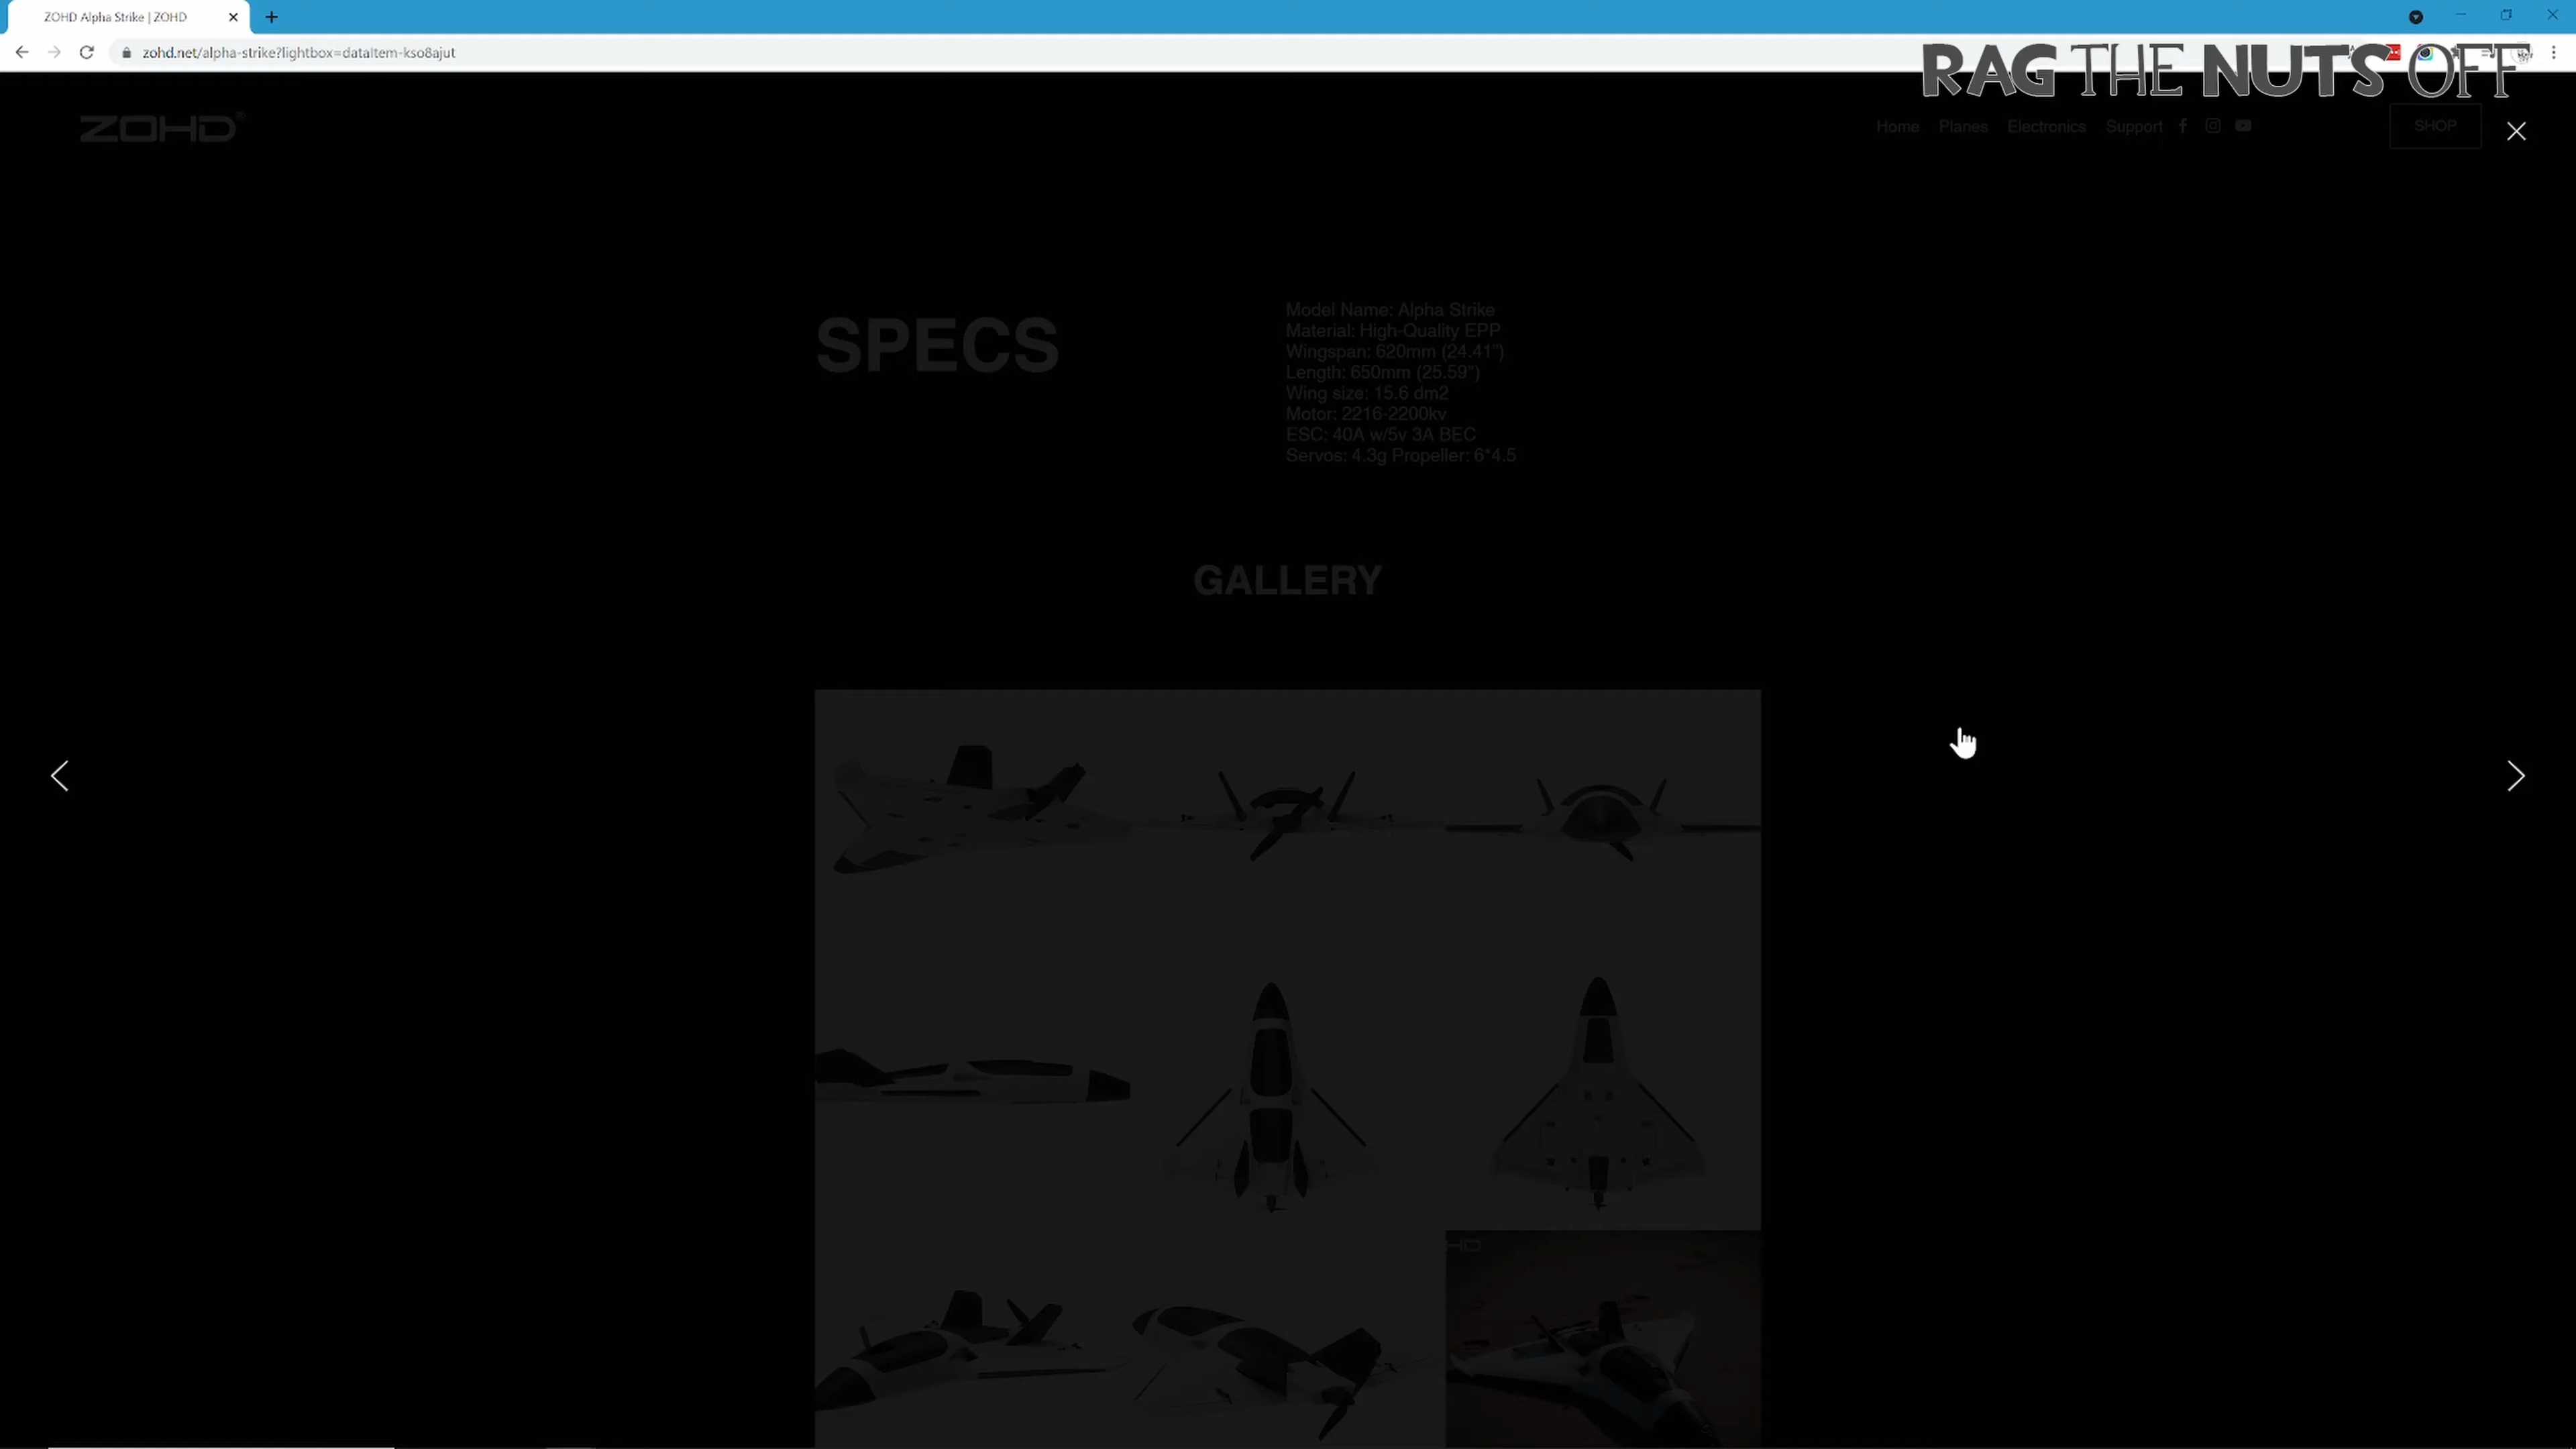 ZOHD Alpha Strike | ZOHD
zohd.net/alpha-strike?lightbox=dataItem-kso8ajut
RAG THE NUTS OFF
ZOHD
Home Planes Electronics Support SHOP
SPECS
Model Name: Alpha Strike
Material: High-Quality EPP
Wingspan: 620mm (24.41")
Length: 650mm (25.59")
Wing size: 15.6 dm2
Motor: 2216-2200kv
ESC: 40A w/5v 3A BEC
Servos: 4.3g Propeller: 6*4.5
GALLERY
HD